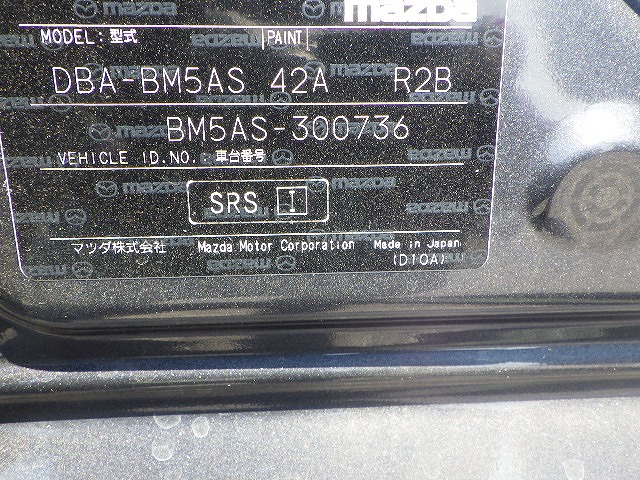 mazda
MODEL: 型式 PAINT
DBA-BM5AS 42A R2B
BM5AS-300736
VEHICLE ID.NO.: 車台番号
SRS I
マツダ株式会社 Mazda Motor Corporation Made in Japan
(D10A)